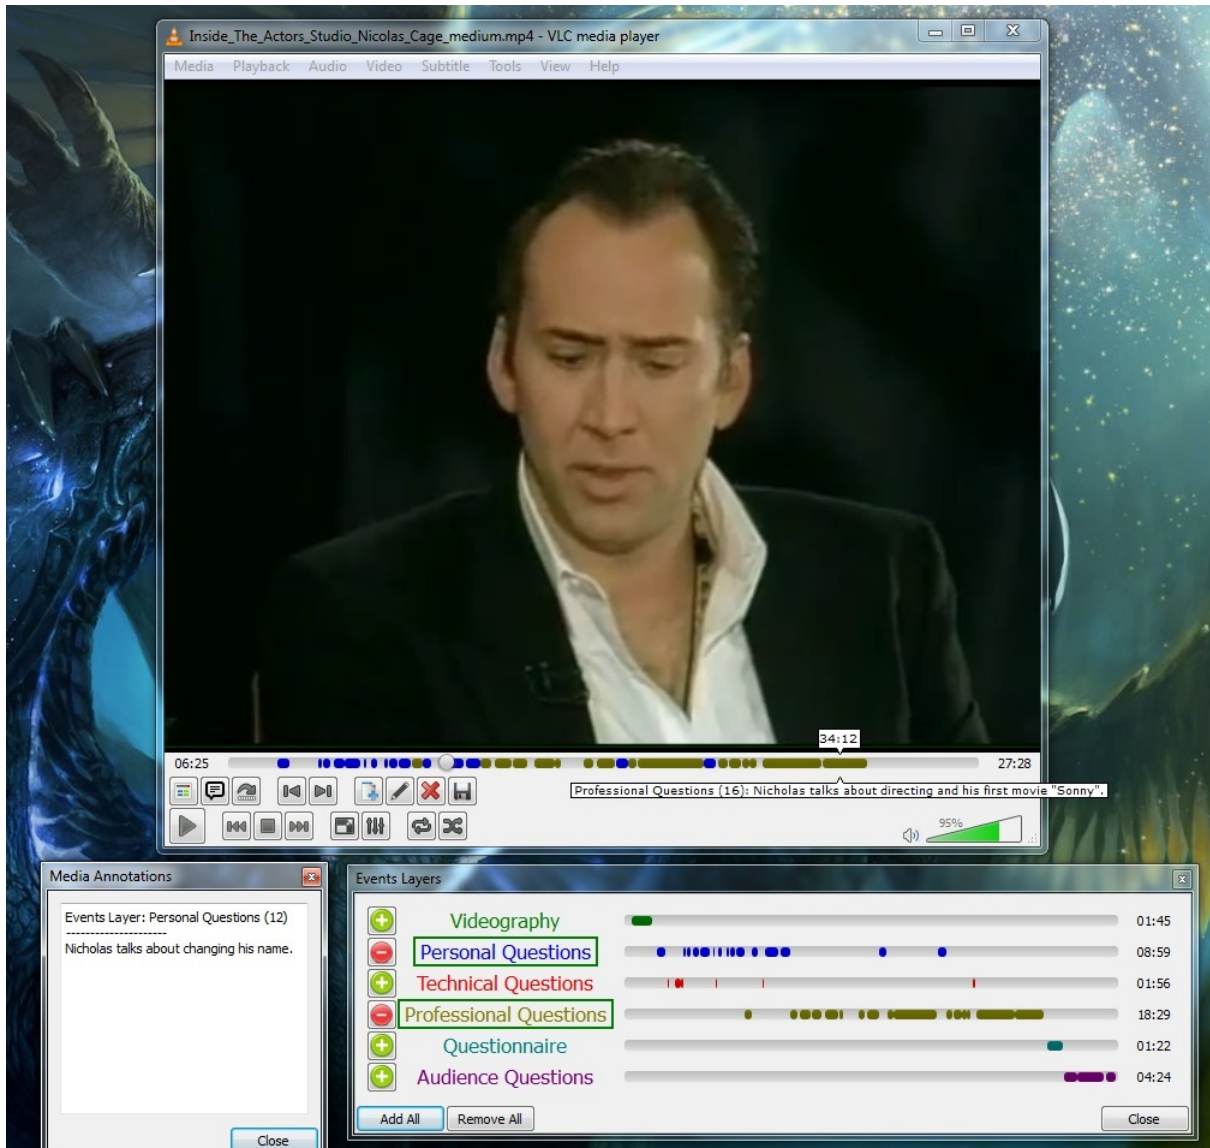 Inside_The_Actors_Studio_Nicolas_Cage_medium.mp4 - VLC media player
Media Playback Audio Video Subtitle Tools View Help
34:12
06:25
27:28
Professional Questions (16): Nicholas talks about directing and his first movie "Sonny".
95%
Media Annotations
Events Layer: Personal Questions (12)
---------------------
Nicholas talks about changing his name.
Close
Events Layers
Videography 01:45
Personal Questions 08:59
Technical Questions 01:56
Professional Questions 18:29
Questionnaire 01:22
Audience Questions 04:24
Add All Remove All Close